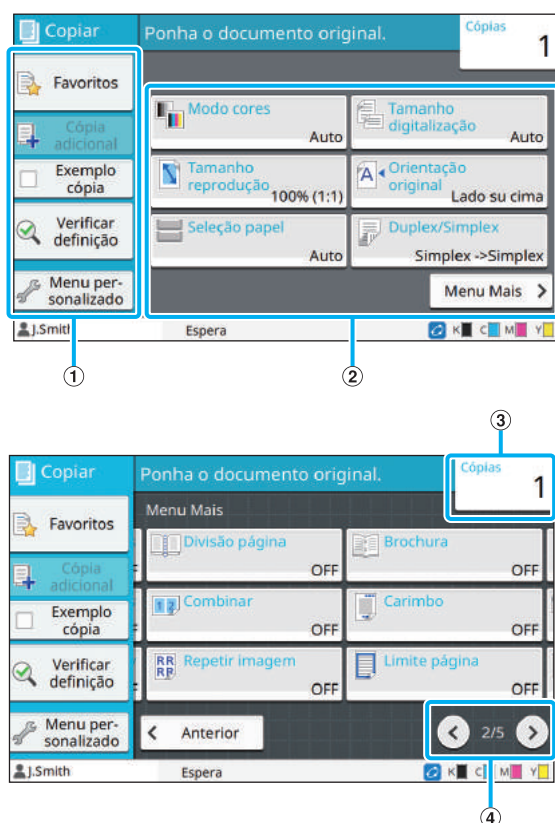 Copiar
Ponha o documento original.
Cópias
1
Favoritos
Cópia
adicional
Exemplo
cópia
Verificar
definição
Menu per-
sonalizado
Modo cores
Auto
Tamanho
digitalização
Auto
Tamanho
reprodução
100% (1:1)
Orientação
original
Lado su cima
Seleção papel
Auto
Duplex/Simplex
Simplex ->Simplex
Menu Mais >
J.Smith
Espera
K C M Y
1
2
3
Copiar
Ponha o documento original.
Cópias
1
Favoritos
Cópia
adicional
Exemplo
cópia
Verificar
definição
Menu per-
sonalizado
Menu Mais
Divisão página
OFF
Brochura
OFF
Combinar
OFF
Carimbo
OFF
Repetir imagem
OFF
Limite página
OFF
< Anterior
< 2/5 >
J.Smith
Espera
K C M Y
4